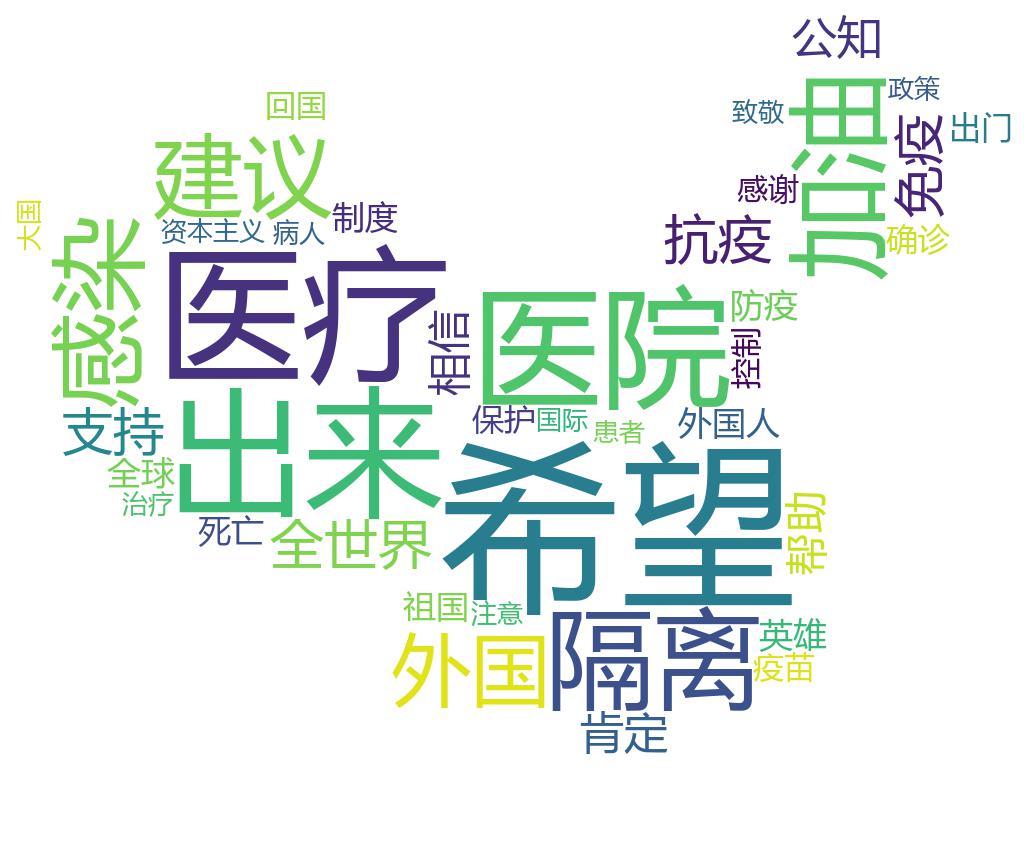 公知
政策
致敬
加油
回国
免疫
出门
建议
感谢
大国
制度
抗疫
确诊
资本主义
病人
感染
医疗
医院
防疫
相信
控制
出来
保护
国际
患者
外国人
支持
希望
全球
治疗
帮助
死亡
全世界
祖国
注意
隔离
英雄
外国
疫苗
肯定